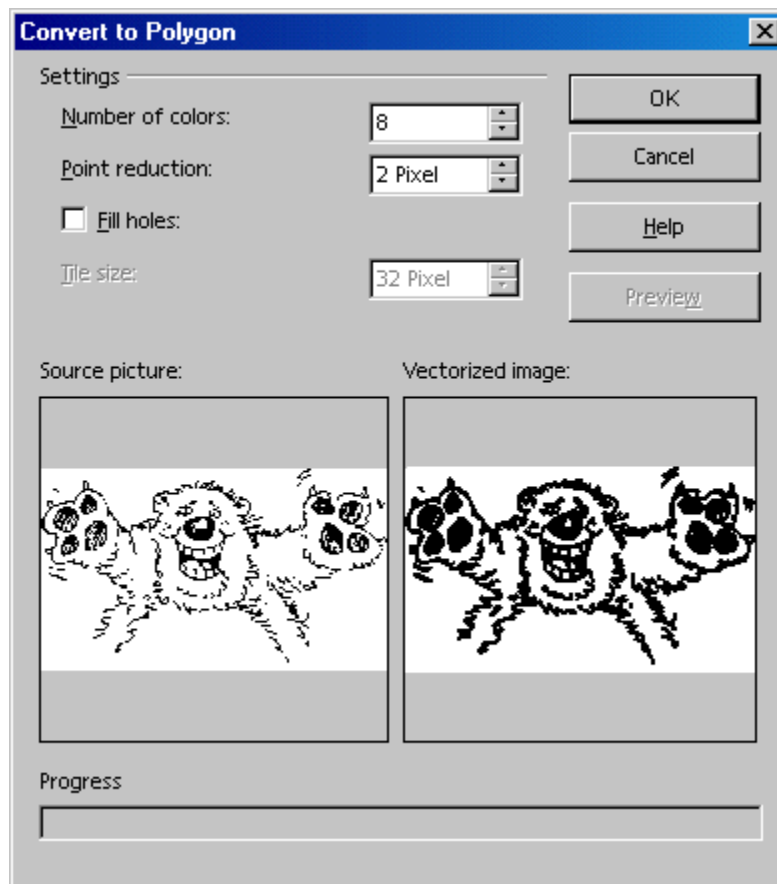 Convert to Polygon
Settings
Number of colors:
8
OK
Point reduction:
2 Pixel
Cancel
Fill holes:
Help
Tile size:
32 Pixel
Preview
Source picture:
Vectorized image:
Progress